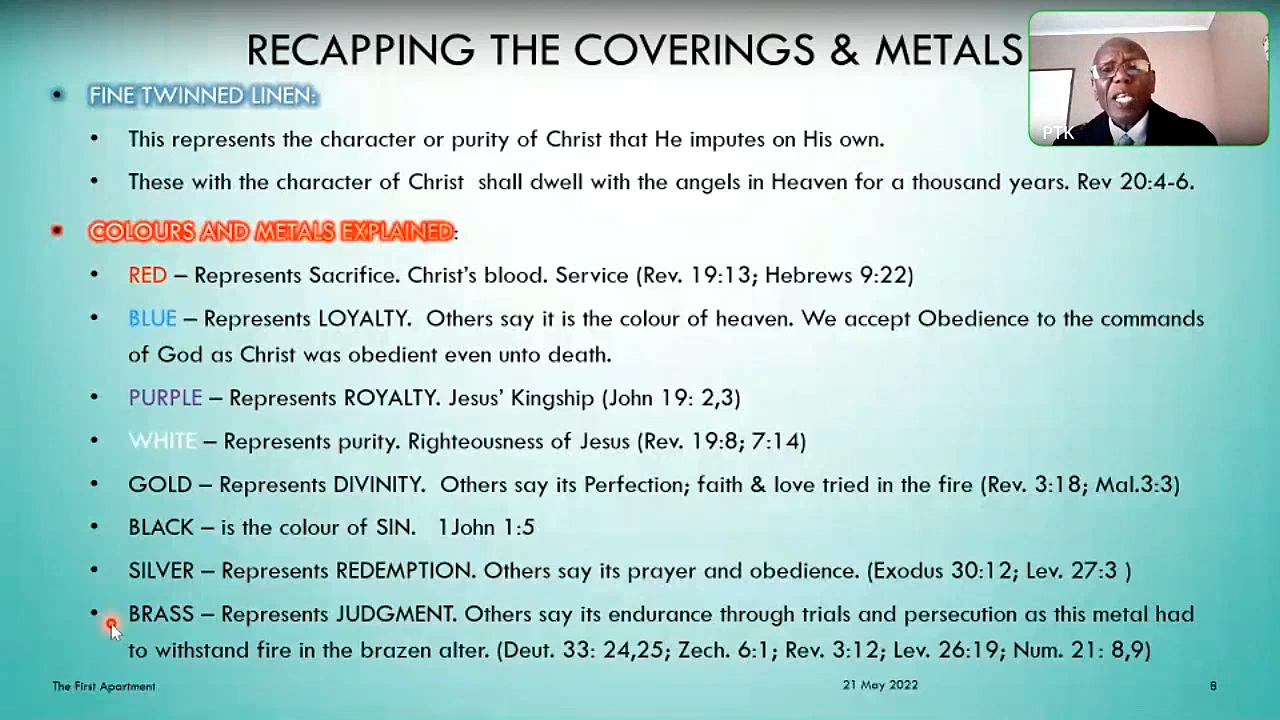 RECAPPING THE COVERINGS & METALS
PTK
• FINE TWINNED LINEN:
• This represents the character or purity of Christ that He imputes on His own.
• These with the character of Christ shall dwell with the angels in Heaven for a thousand years. Rev 20:4-6.
• COLOURS AND METALS EXPLAINED:
• RED – Represents Sacrifice. Christ's blood. Service (Rev. 19:13; Hebrews 9:22)
• BLUE – Represents LOYALTY. Others say it is the colour of heaven. We accept Obedience to the commands
of God as Christ was obedient even unto death.
• PURPLE – Represents ROYALTY. Jesus' Kingship (John 19: 2,3)
• WHITE – Represents purity. Righteousness of Jesus (Rev. 19:8; 7:14)
• GOLD – Represents DIVINITY. Others say its Perfection; faith & love tried in the fire (Rev. 3:18; Mal.3:3)
• BLACK – is the colour of SIN. 1John 1:5
• SILVER – Represents REDEMPTION. Others say its prayer and obedience. (Exodus 30:12; Lev. 27:3 )
• BRASS – Represents JUDGMENT. Others say its endurance through trials and persecution as this metal had
to withstand fire in the brazen alter. (Deut. 33: 24,25; Zech. 6:1; Rev. 3:12; Lev. 26:19; Num. 21: 8,9)
The First Apartment
21 May 2022
8